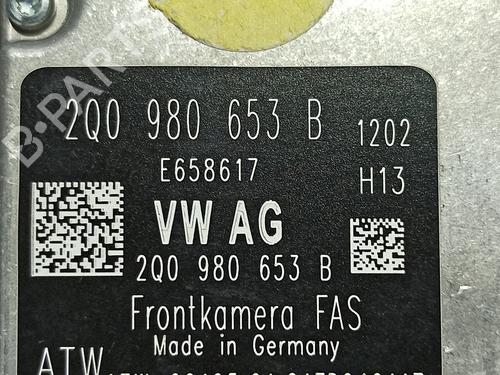 2Q0 980 653 B 1202
E658617 H13
VW AG
2Q0 980 653 B
Frontkamera FAS
Made in Germany
ATW
B-PARTS